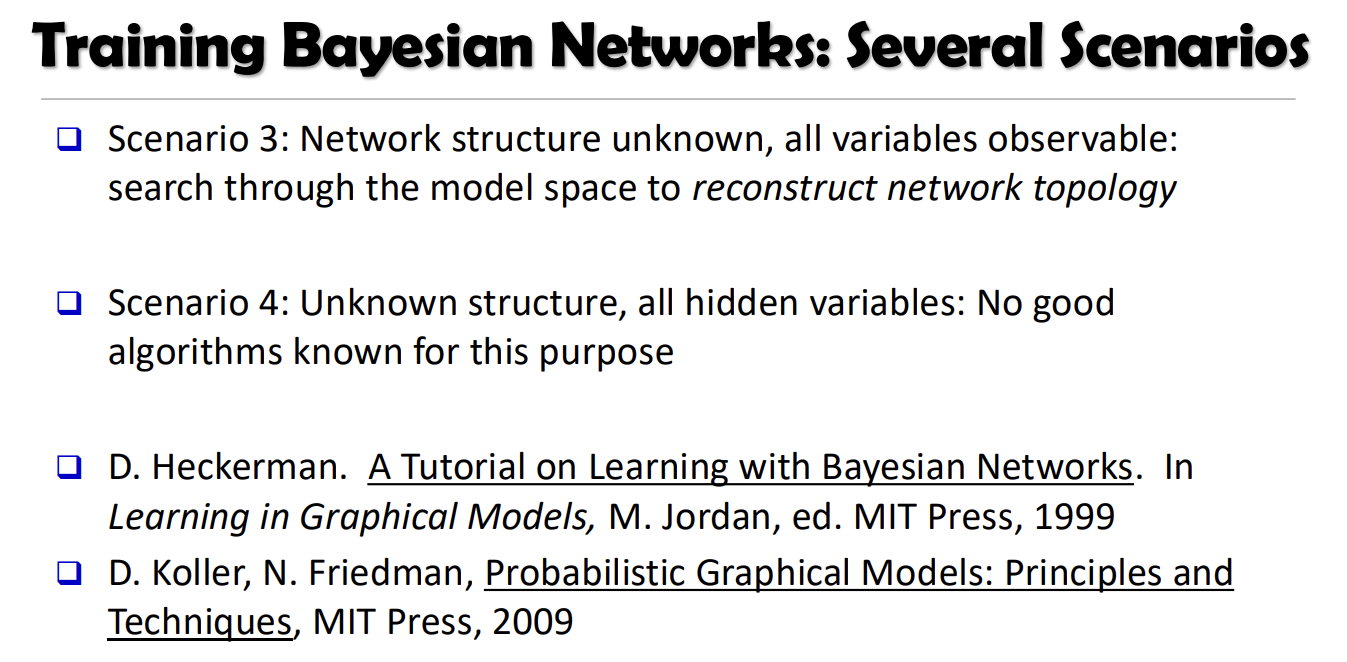 Training Bayesian Networks: Several Scenarios
Scenario 3: Network structure unknown, all variables observable:
search through the model space to reconstruct network topology
Scenario 4: Unknown structure, all hidden variables: No good
algorithms known for this purpose
D. Heckerman. A Tutorial on Learning with Bayesian Networks. In
Learning in Graphical Models, M. Jordan, ed. MIT Press, 1999
D. Koller, N. Friedman, Probabilistic Graphical Models: Principles and
Techniques, MIT Press, 2009